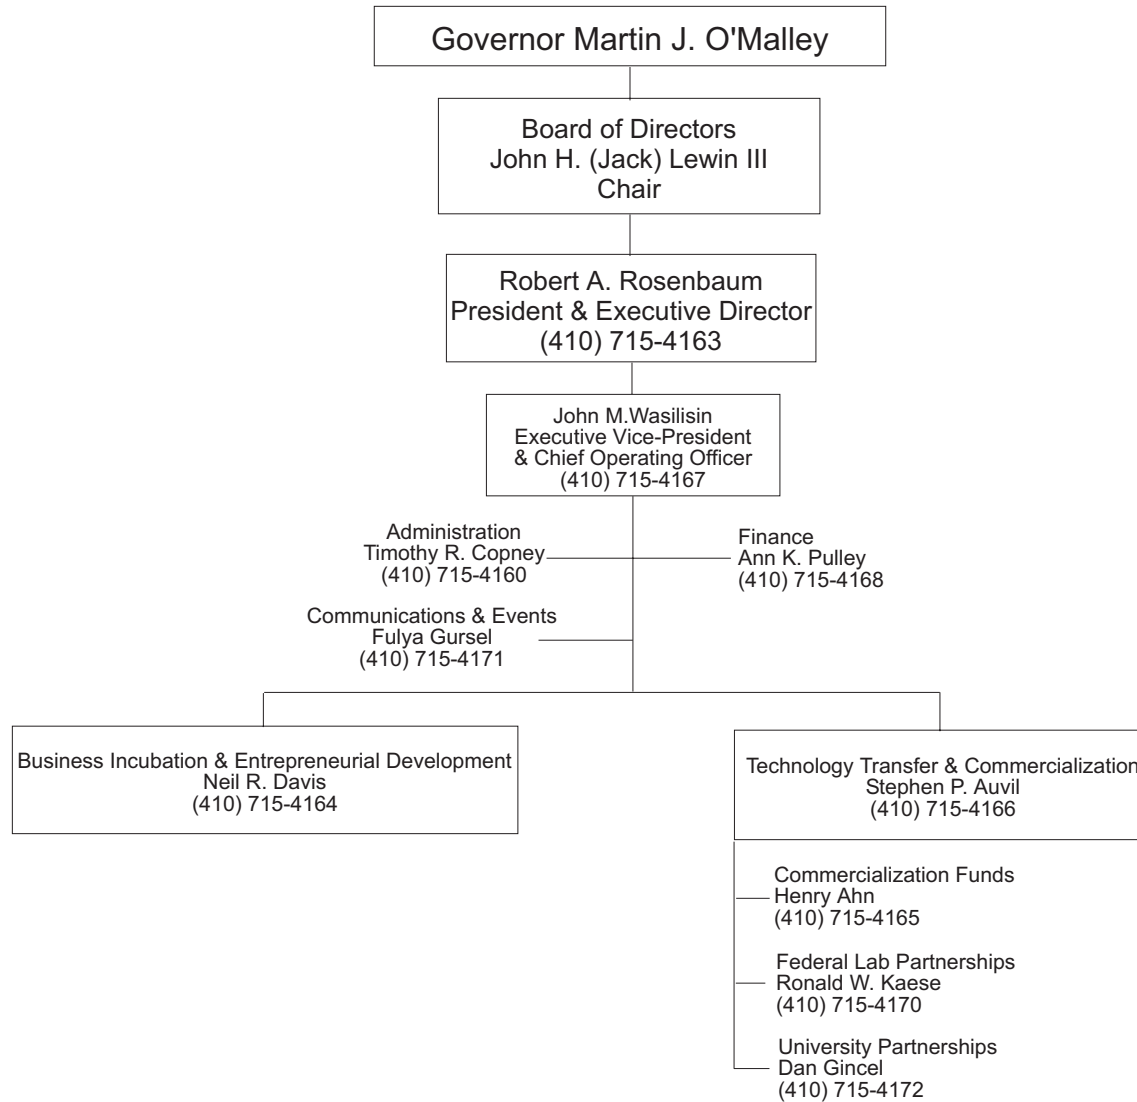 Governor Martin J. O'Malley
Board of Directors
John H. (Jack) Lewin III
Chair
Robert A. Rosenbaum
President & Executive Director
(410) 715-4163
John M.Wasilisin
Executive Vice-President
& Chief Operating Officer
(410) 715-4167
Administration
Timothy R. Copney
(410) 715-4160
Finance
Ann K. Pulley
(410) 715-4168
Communications & Events
Fulya Gursel
(410) 715-4171
Business Incubation & Entrepreneurial Development
Neil R. Davis
(410) 715-4164
Technology Transfer & Commercialization
Stephen P. Auvil
(410) 715-4166
Commercialization Funds
Henry Ahn
(410) 715-4165
Federal Lab Partnerships
Ronald W. Kaese
(410) 715-4170
University Partnerships
Dan Gincel
(410) 715-4172